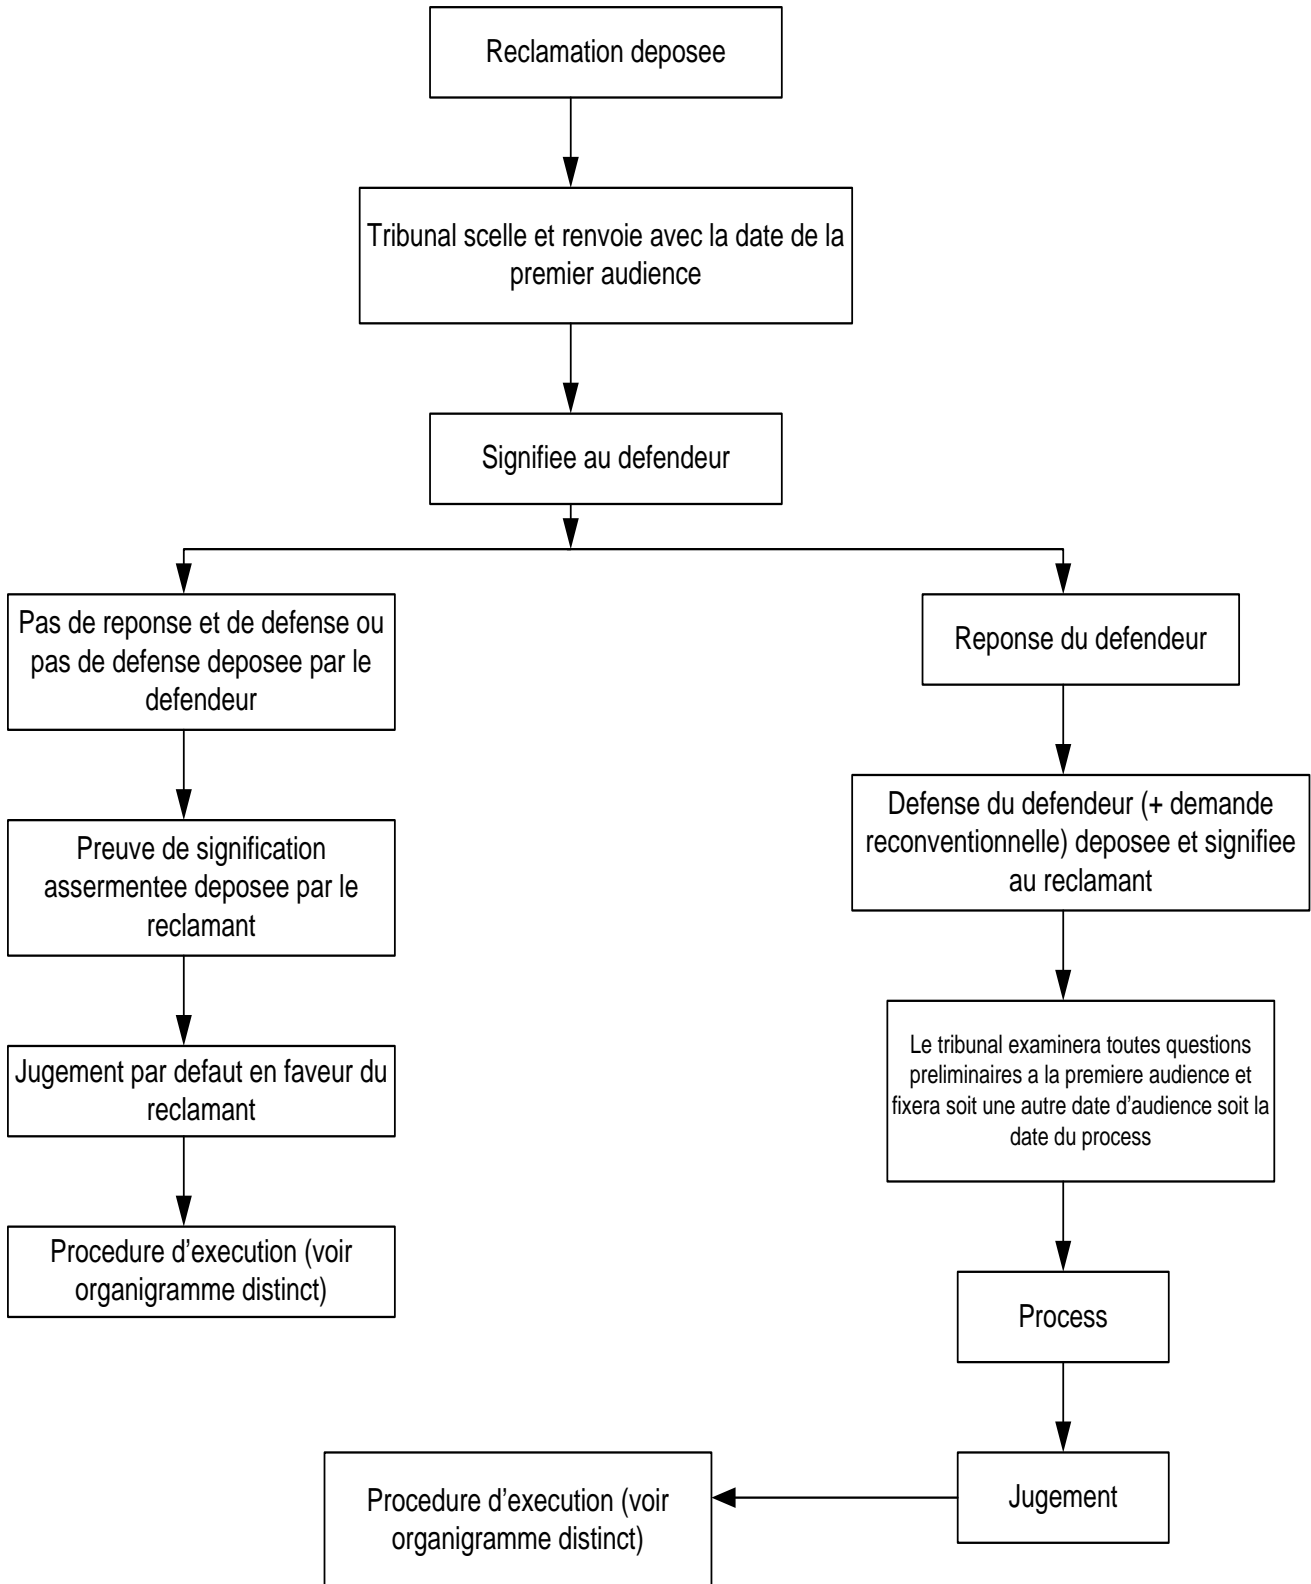 Reclamation deposee
Tribunal scelle et renvoie avec la date de la
premier audience
Signifiee au defendeur
Pas de reponse et de defense ou
pas de defense deposee par le
defendeur
Reponse du defendeur
Preuve de signification
assermentee deposee par le
reclamant
Defense du defendeur (+ demande
reconventionnelle) deposee et signifiee
au reclamant
Jugement par defaut en faveur du
reclamant
Le tribunal examinera toutes questions
preliminaires a la premiere audience et
fixera soit une autre date d’audience soit la
date du process
Procedure d’execution (voir
organigramme distinct)
Process
Jugement
Procedure d’execution (voir
organigramme distinct)